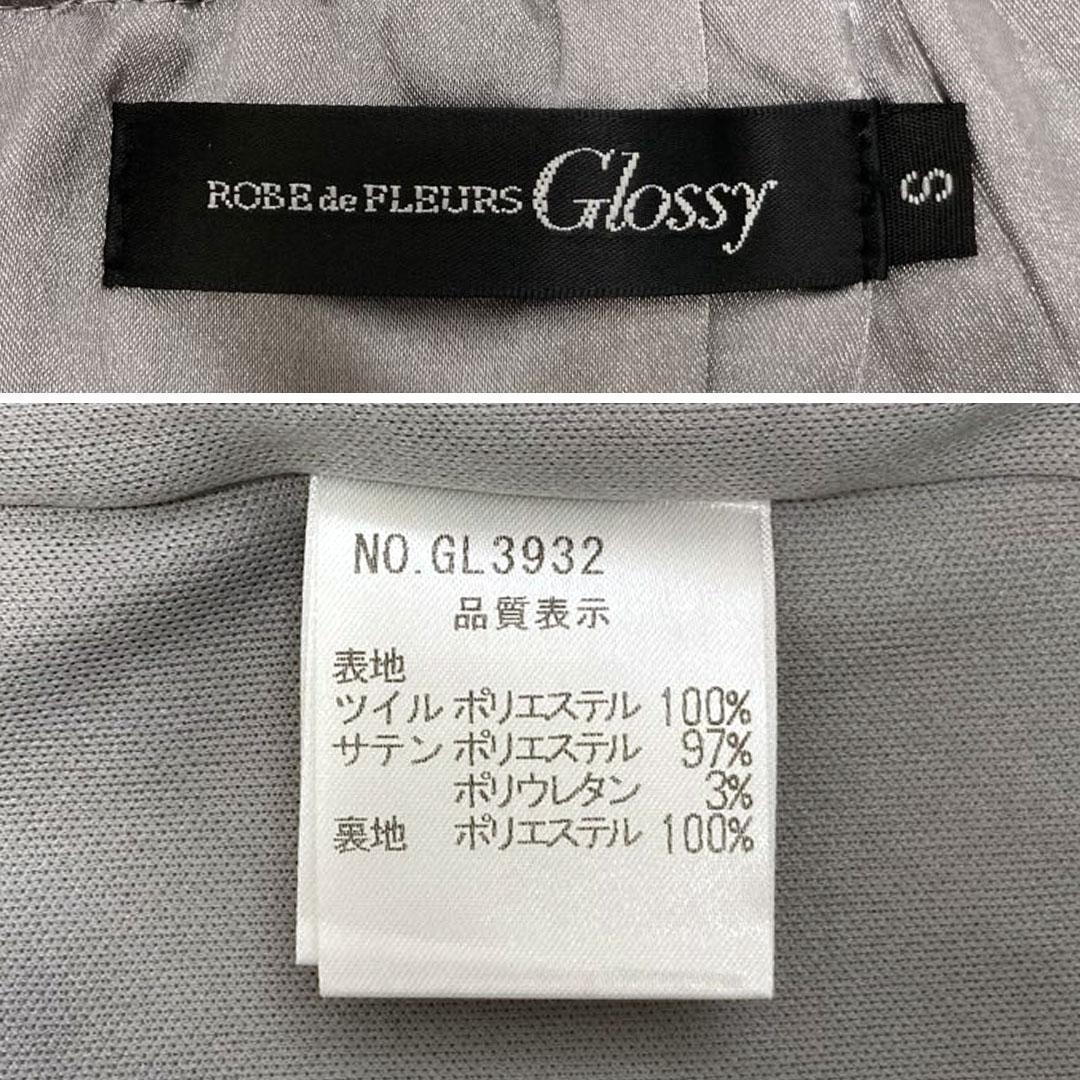 ROBE de FLEURS Glossy
S
NO.GL3932
品質表示
表地
ツイル ポリエステル 100%
サテン ポリエステル 97%
ポリウレタン 3%
裏地 ポリエステル 100%